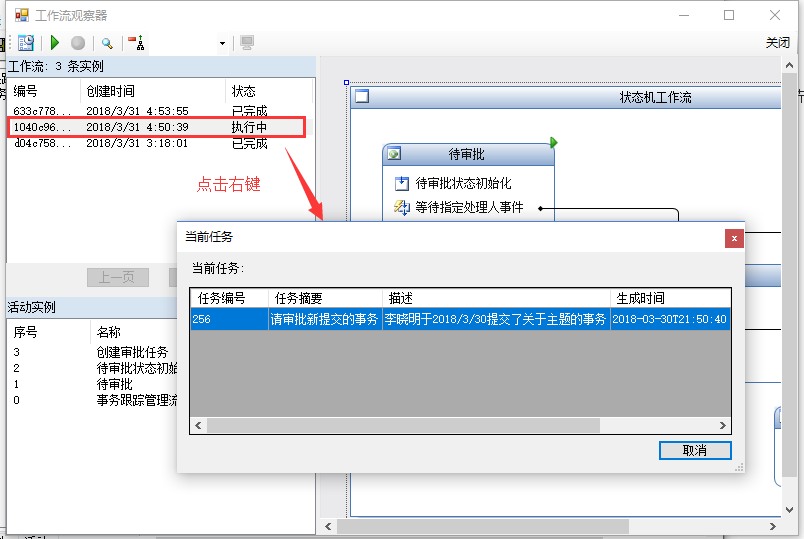 工作流观察器
关闭
工作流: 3 条实例
编号 创建时间 状态
633c778... 2018/3/31 4:53:55 已完成
1040c96... 2018/3/31 4:50:39 执行中
d04c758... 2018/3/31 3:18:01 已完成
点击右键
状态机工作流
待审批
待审批状态初始化
等待指定处理人事件
上一页
活动实例
序号 名称
3 创建审批任务
2 待审批状态初始
1 待审批
0 事务跟踪管理流
当前任务
当前任务:
任务编号 任务摘要 描述 生成时间
256 请审批新提交的事务 李晓明于2018/3/30提交了关于主题的事务 2018-03-30T21:50:40
取消